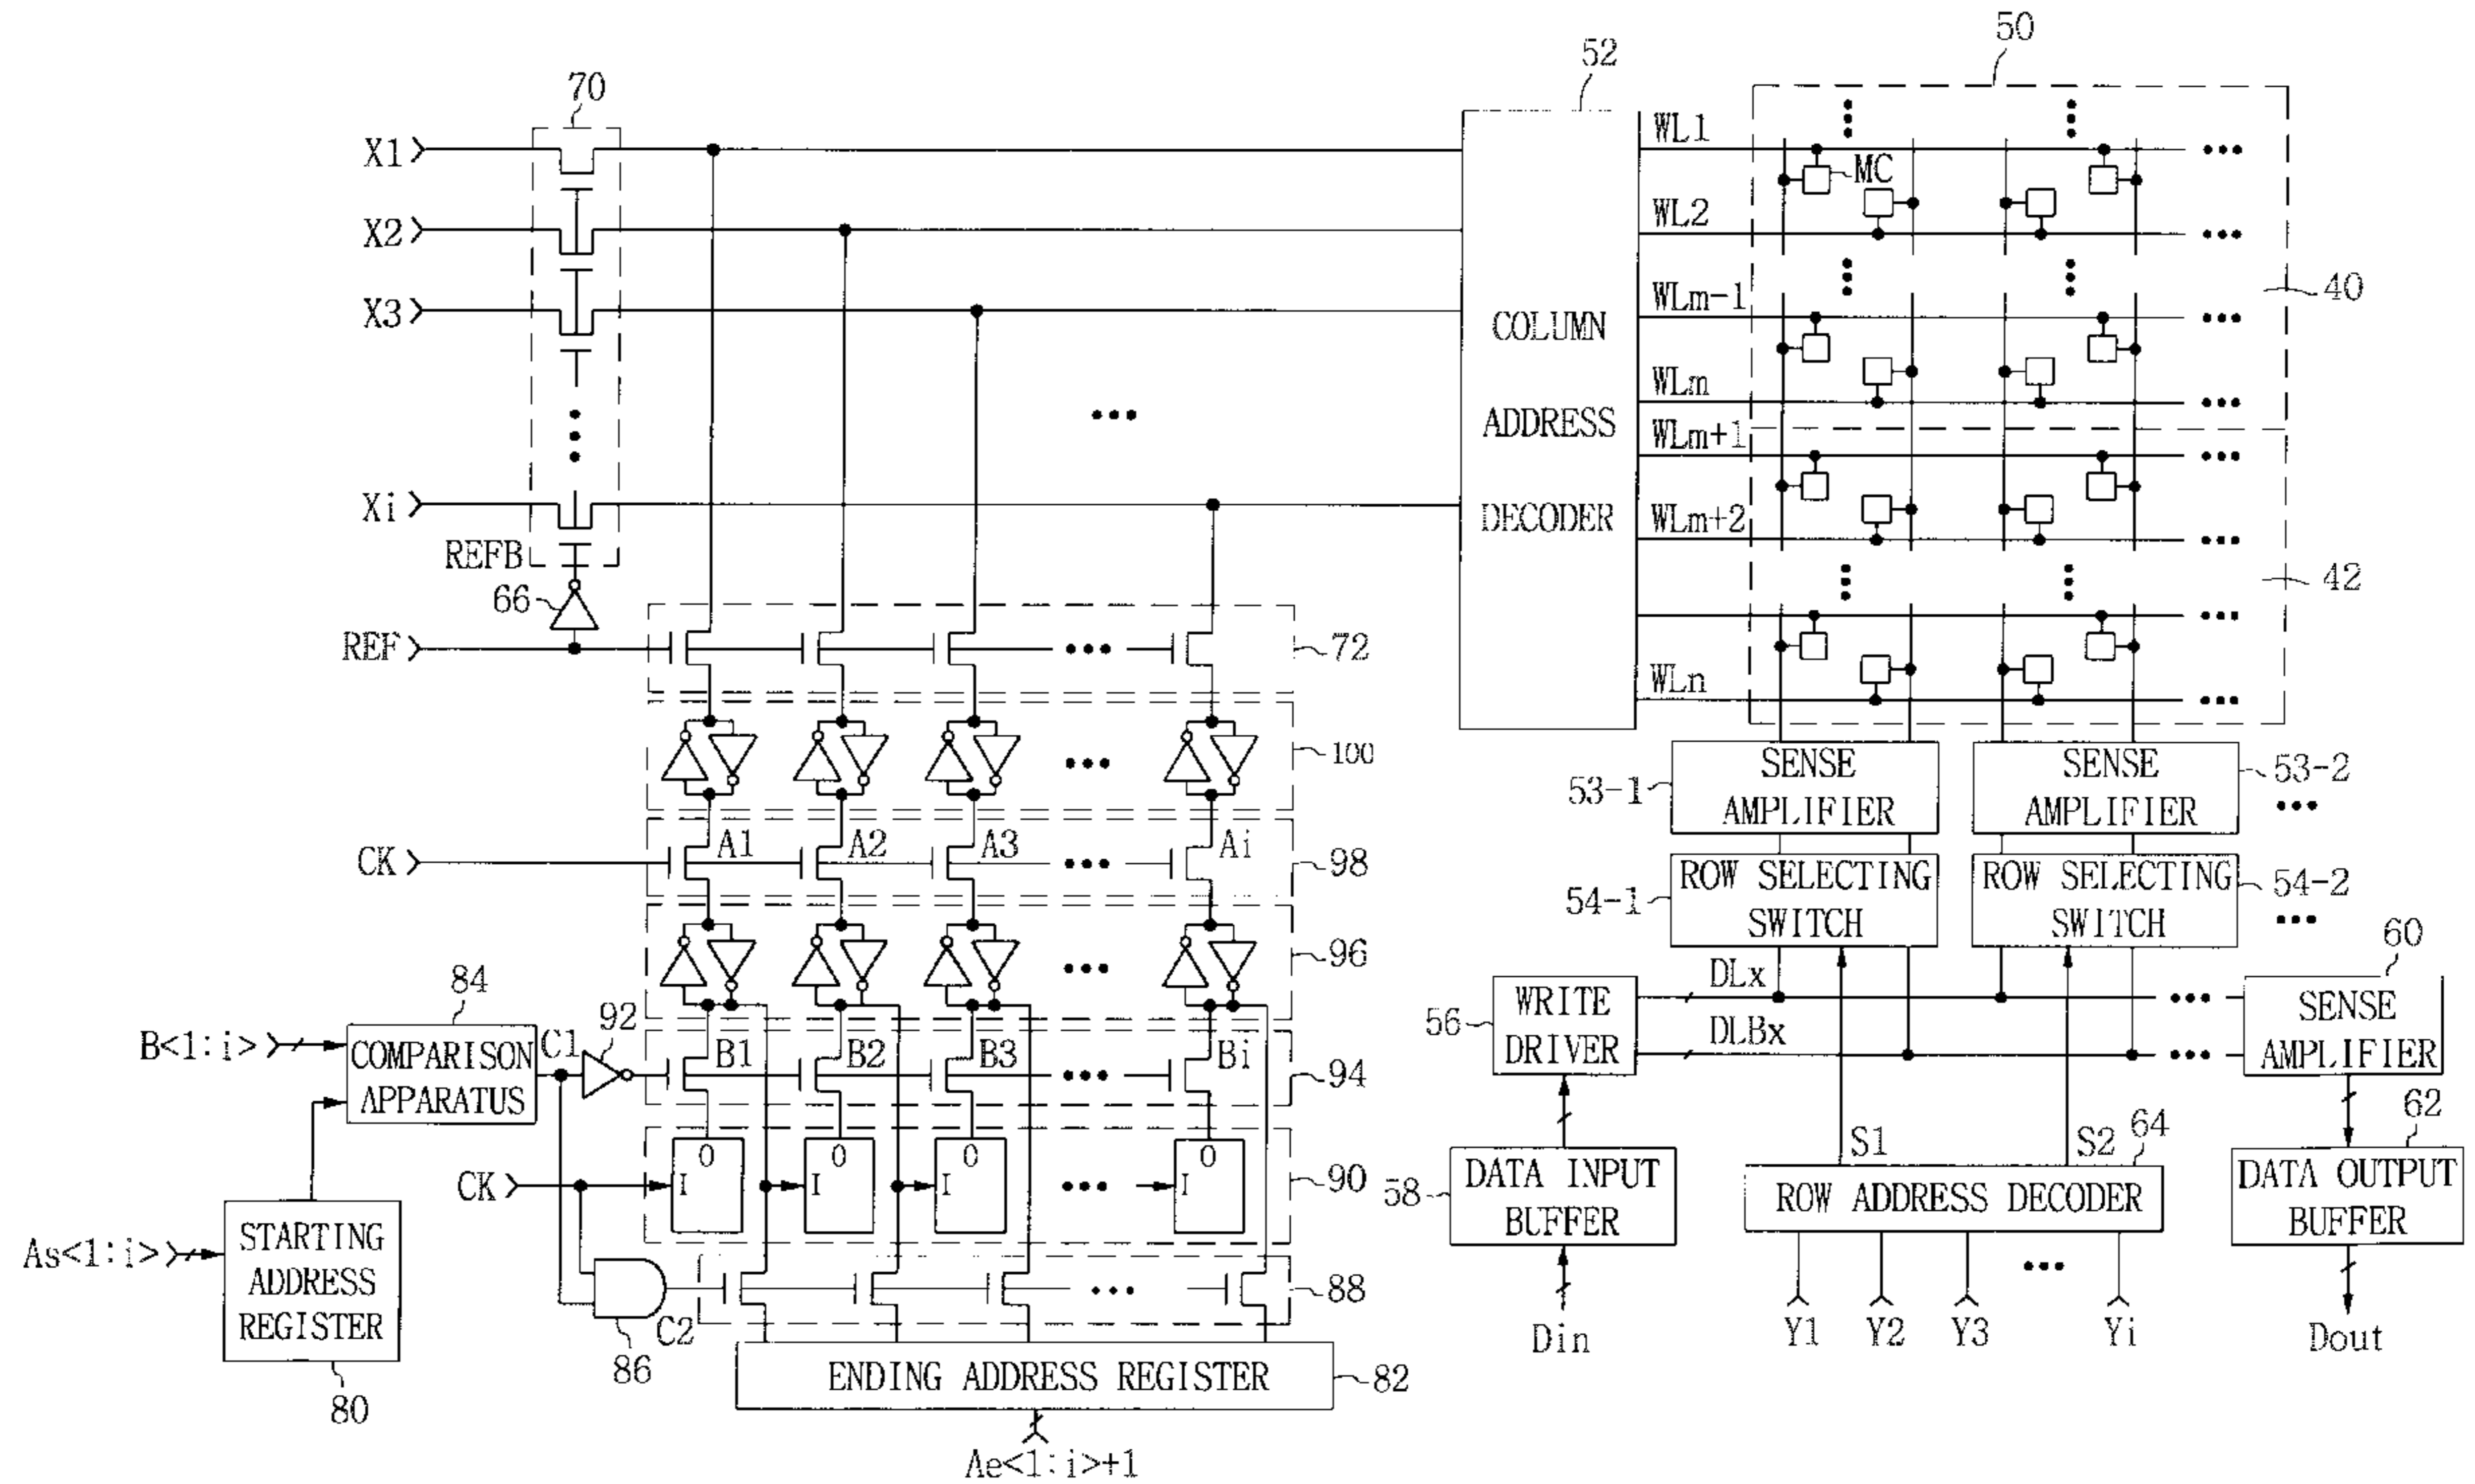 50
52
70
X1
WL1
MC
X2
WL2
X3
WLm-1
40
COLUMN
WLm
ADDRESS
WLm+1
Xi
DECODER
WLm+2
REFB
66
42
REF
72
WLn
100
SENSE
AMPLIFIER
53-1
SENSE
AMPLIFIER
53-2
CK
A1
A2
A3
Ai
98
ROW SELECTING
SWITCH
54-1
ROW SELECTING
SWITCH
54-2
96
60
84
92
B<1:i>
COMPARISON
APPARATUS
C1
B1
B2
B3
Bi
94
56
WRITE
DRIVER
DLx
DLBx
SENSE
AMPLIFIER
62
CK
I
O
I
O
I
O
I
O
90
58
DATA INPUT
BUFFER
S1
S2
64
ROW ADDRESS DECODER
DATA OUTPUT
BUFFER
As<1:i>
STARTING
ADDRESS
REGISTER
80
86
C2
88
Din
Y1
Y2
Y3
Yi
Dout
ENDING ADDRESS REGISTER
82
Ae<1:i>+1